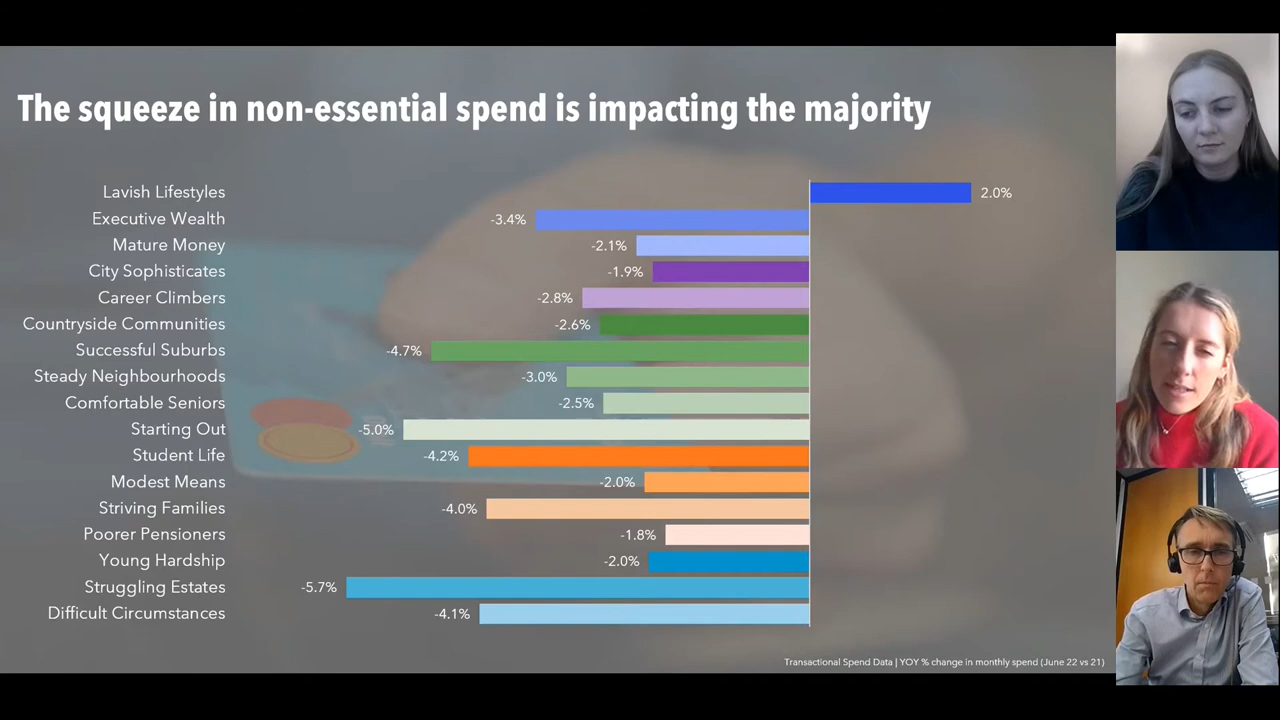 The squeeze in non-essential spend is impacting the majority
Lavish Lifestyles 2.0%
Executive Wealth -3.4%
Mature Money -2.1%
City Sophisticates -1.9%
Career Climbers -2.8%
Countryside Communities -2.6%
Successful Suburbs -4.7%
Steady Neighbourhoods -3.0%
Comfortable Seniors -2.5%
Starting Out -5.0%
Student Life -4.2%
Modest Means -2.0%
Striving Families -4.0%
Poorer Pensioners -1.8%
Young Hardship -2.0%
Struggling Estates -5.7%
Difficult Circumstances -4.1%
Transactional Spend Data | YOY % change in monthly spend (June 22 vs 21)